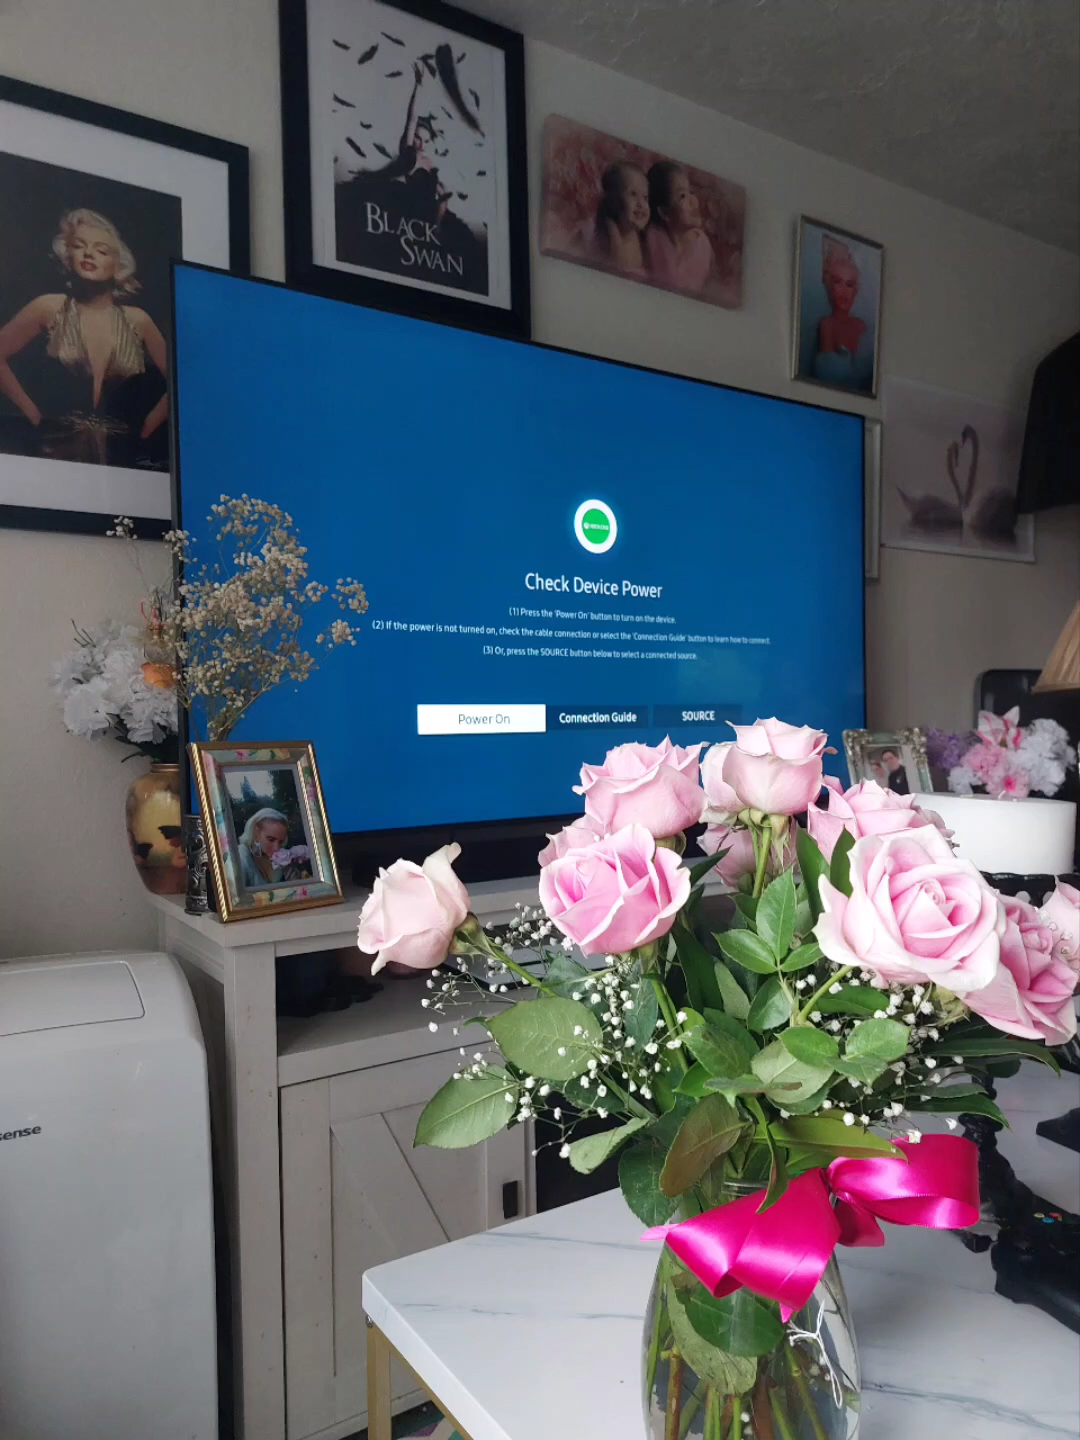 BLACK
SWAN
XBOX ONE
Check Device Power
(1) Press the 'Power On' button to turn on the device.
(2) If the power is not turned on, check the cable connection or select the 'Connection Guide' button to learn how to connect.
(3) Or, press the SOURCE button below to select a connected source.
Power On
Connection Guide
SOURCE
sense